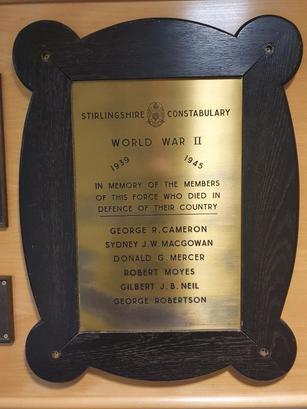 STIRLINGSHIRE CONSTABULARY
WORLD WAR II
1939 1945
IN MEMORY OF THE MEMBERS
OF THIS FORCE WHO DIED IN
DEFENCE OF THEIR COUNTRY
GEORGE R. CAMERON
SYDNEY J. W. MACGOWAN
DONALD G. MERCER
ROBERT MOYES
GILBERT J. B. NEIL
GEORGE ROBERTSON